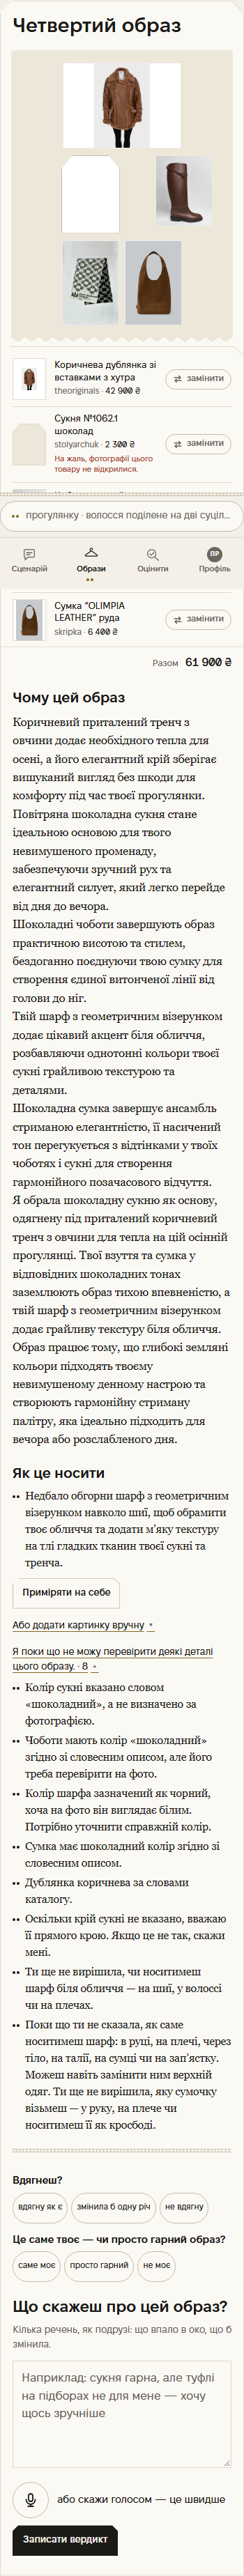 Четвертий образ
Коричнева дублянка зі
вставками з хутра
theoriginals · 42 900 ₴
замінити
Сукня №1062.1
шоколад
stolyarchuk · 2 300 ₴
На жаль, фотографії цього
товару не відкрилися.
замінити
прогулянку · волосся поділене на дві суціл...
Сценарій
Образи
Оцінити
ПР
Профіль
Сумка "OLIMPIA
LEATHER" руда
skripka · 6 400 ₴
замінити
Разом 61 900 ₴
Чому цей образ
Коричневий приталений тренч з
овчини додає необхідного тепла для
осені, а його елегантний крій зберігає
вишуканий вигляд без шкоди для
комфорту під час твоєї прогулянки.
Повітряна шоколадна сукня стане
ідеальною основою для твого
невимушеного променаду,
забезпечуючи зручний рух та
елегантний силует, який легко перейде
від дня до вечора.
Шоколадні чоботи завершують образ
практичною висотою та стилем,
бездоганно поєднуючи твою сумку для
створення єдиної витонченої лінії від
голови до ніг.
Твій шарф з геометричним візерунком
додає цікавий акцент біля обличчя,
розбавляючи однотонні кольори твоєї
сукні грайливою текстурою та
деталями.
Шоколадна сумка завершує ансамбль
стриманою елегантністю, її насичений
тон перегукується з відтінками у твоїх
чоботях і сукні для створення
гармонійного позачасового відчуття.
Я обрала шоколадну сукню як основу,
одягнену під приталений коричневий
тренч з овчини для тепла на цій осінній
прогулянці. Твої взуття та сумка у
відповідних шоколадних тонах
заземлюють образ тихою впевненістю, а
твій шарф з геометричним візерунком
додає грайливу текстуру біля обличчя.
Образ працює тому, що глибокі земляні
кольори підходять твоєму
невимушеному денному настрою та
створюють гармонійну стриману
палітру, яка ідеально підходить для
вечора або розслабленого дня.
Як це носити
Недбало обгорни шарф з геометричним
візерунком навколо шиї, щоб обрамити
твоє обличчя та додати м'яку текстуру
на тлі гладких тканин твоєї сукні та
тренча.
Приміряти на себе
Або додати картинку вручну
Я поки що не можу перевірити деякі деталі
цього образу. · 8
Колір сукні вказано словом
«шоколадний», а не визначено за
фотографією.
Чоботи мають колір «шоколадний»
згідно зі словесним описом, але його
треба перевірити на фото.
Колір шарфа зазначений як чорний,
хоча на фото він виглядає білим.
Потрібно уточнити справжній колір.
Сумка має шоколадний колір згідно зі
словесним описом.
Дублянка коричнева за словами
каталогу.
Оскільки крій сукні не вказано, вважаю
її прямого крою. Якщо це не так, скажи
мені.
Ти ще не вирішила, чи носитимеш
шарф біля обличчя — на шиї, у волоссі
чи на плечах.
Поки що ти не сказала, як саме
носитимеш шарф: в руці, на плечі, через
тіло, на талії, на сумці чи на зап'ястку.
Можеш навіть замінити ним верхній
одяг. Ти ще не вирішила, яку сумочку
візьмеш — у руку, на плече чи
носитимеш її як кросбоді.
Вдягнеш?
вдягну як є
змінила б одну річ
не вдягну
Це саме твоє — чи просто гарний образ?
саме моє
просто гарний
не моє
Що скажеш про цей образ?
Кілька речень, як подрузі: що впало в око, що б
змінила.
Наприклад: сукня гарна, але туфлі
на підборах не для мене — хочу
щось зручніше
або скажи голосом — це швидше
Записати вердикт